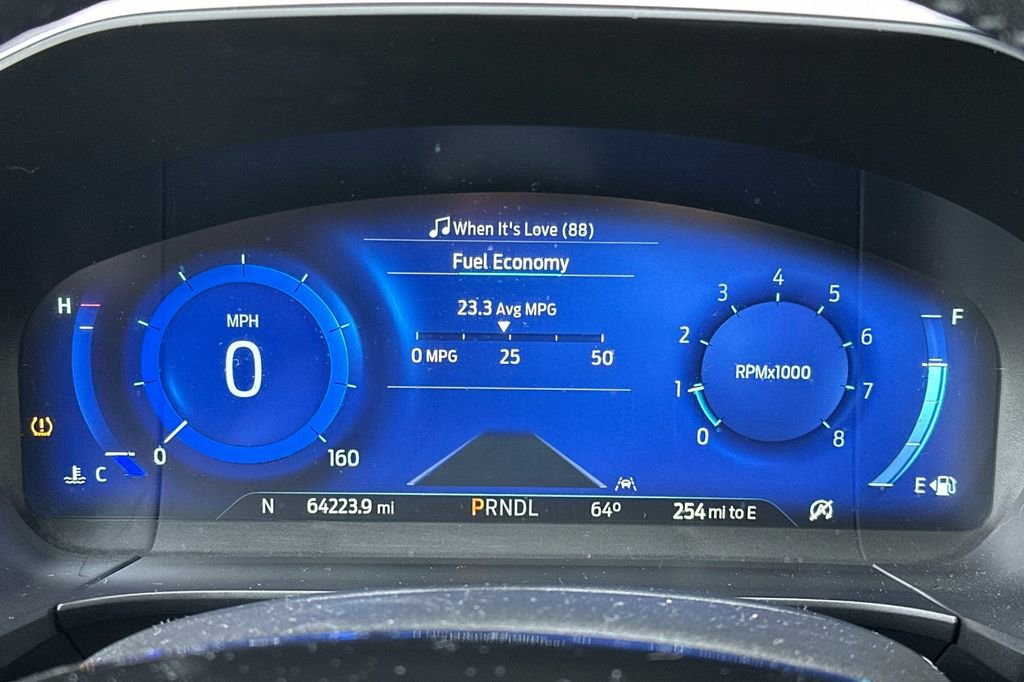 When It's Love (88)
Fuel Economy
23.3 Avg MPG
0 MPG 25 50
H
C
MPH
0
0 160
RPMx1000
0 1 2 3 4 5 6 7 8
F
E
N 64223.9 mi PRNDL 64° 254 mi to E